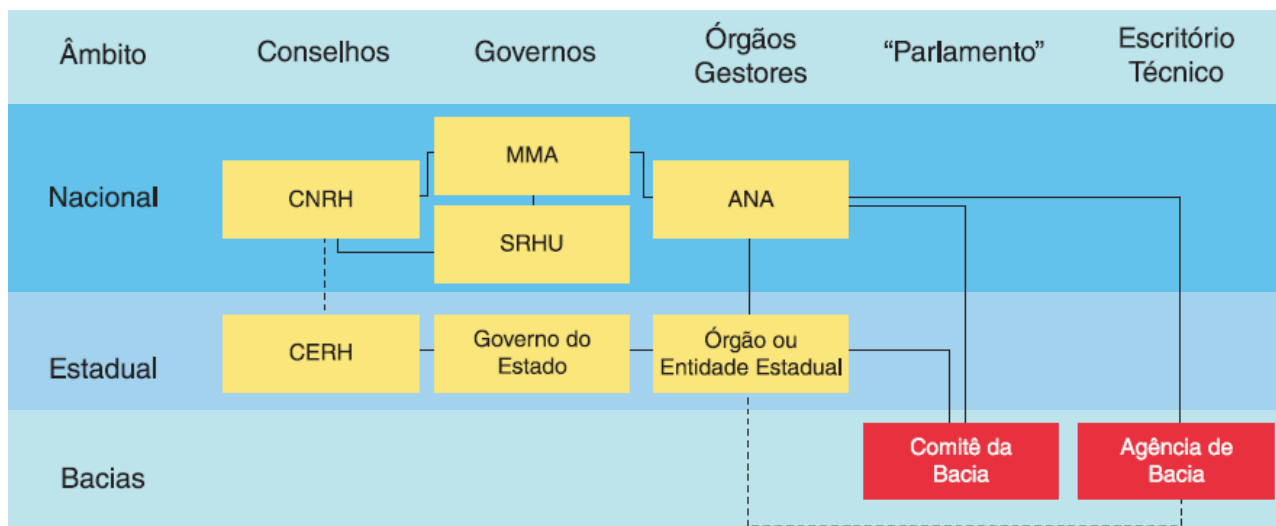 Âmbito
Conselhos
Governos
Órgãos
Gestores
“Parlamento”
Escritório
Técnico
Nacional
CNRH
MMA
SRHU
ANA
Estadual
CERH
Governo do
Estado
Órgão ou
Entidade Estadual
Bacias
Comitê da
Bacia
Agência de
Bacia